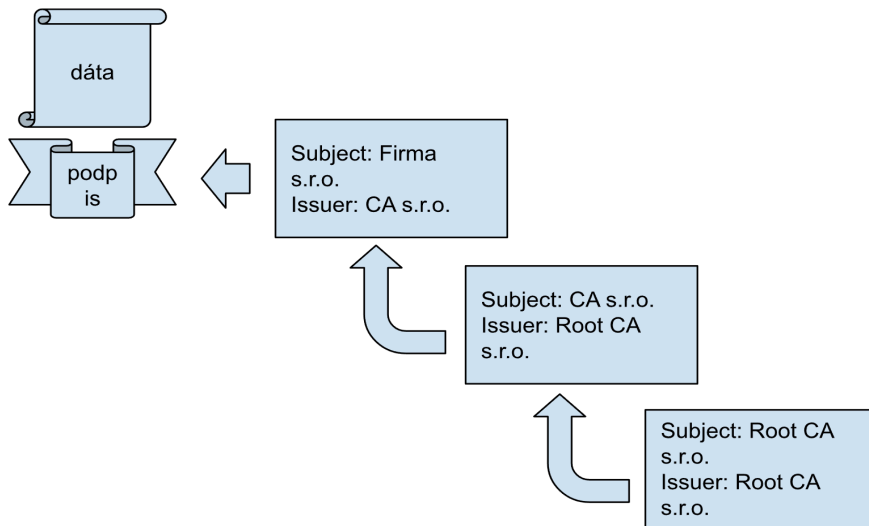 dáta
podp
is
Subject: Firma
s.r.o.
Issuer: CA s.r.o.
Subject: CA s.r.o.
Issuer: Root CA
s.r.o.
Subject: Root CA
s.r.o.
Issuer: Root CA
s.r.o.